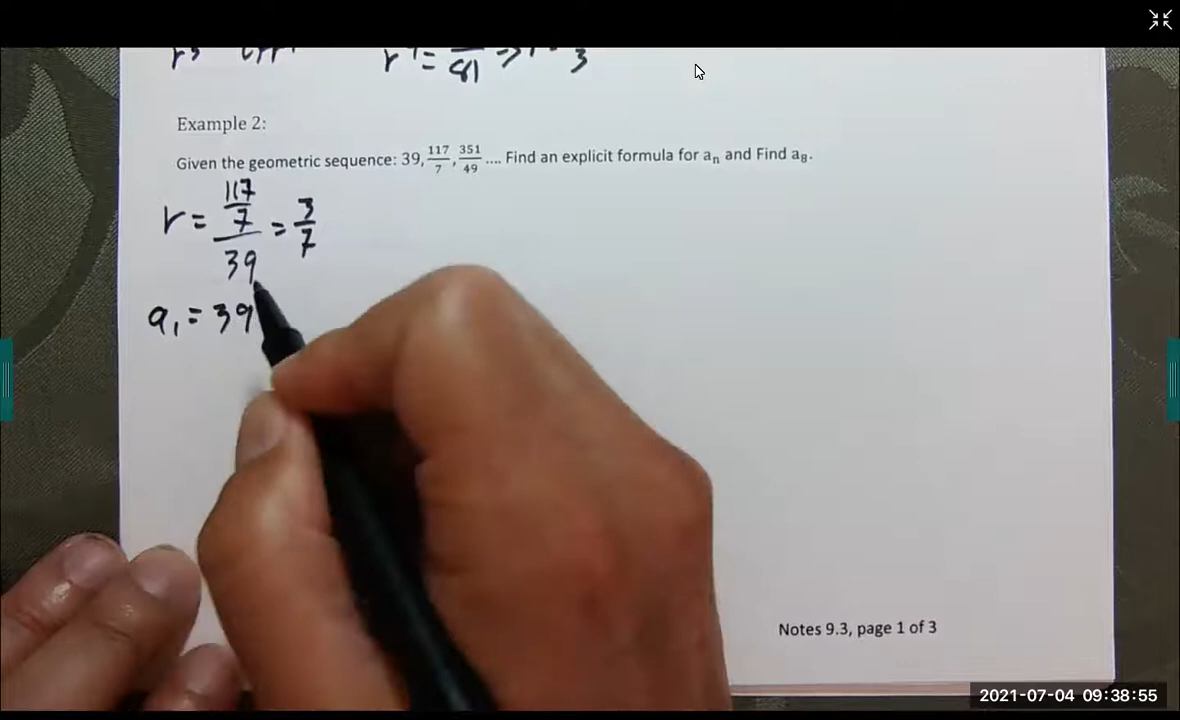 81 3
Example 2:
Given the geometric sequence: 39, 117/7, 351/49 .... Find an explicit formula for aₙ and Find a₈.
r = 117/7 / 39 = 3/7
a₁ = 39
Notes 9.3, page 1 of 3
2021-07-04 09:38:55